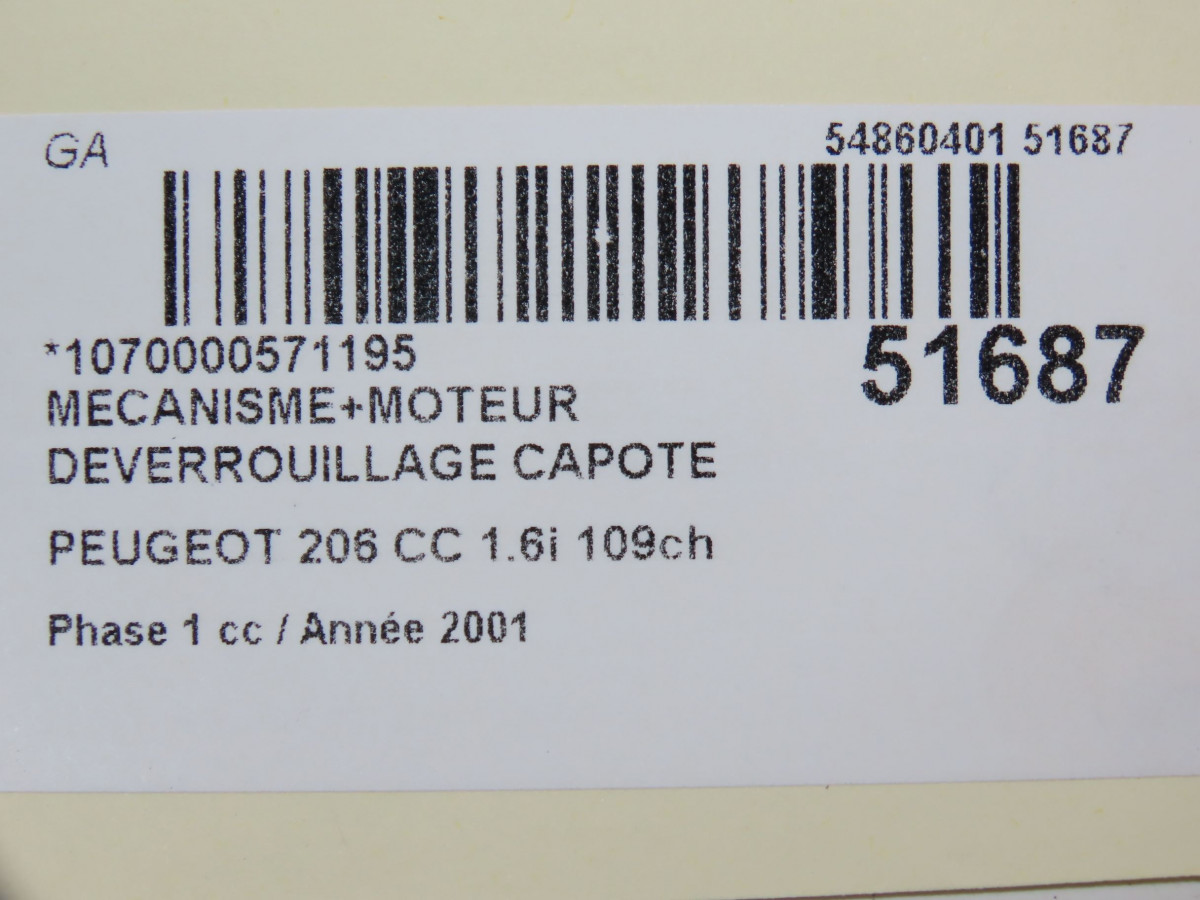 GA
54860401 51687
*1070000571195
51687
MECANISME+MOTEUR
DEVERROUILLAGE CAPOTE
PEUGEOT 206 CC 1.6i 109ch
Phase 1 cc / Année 2001